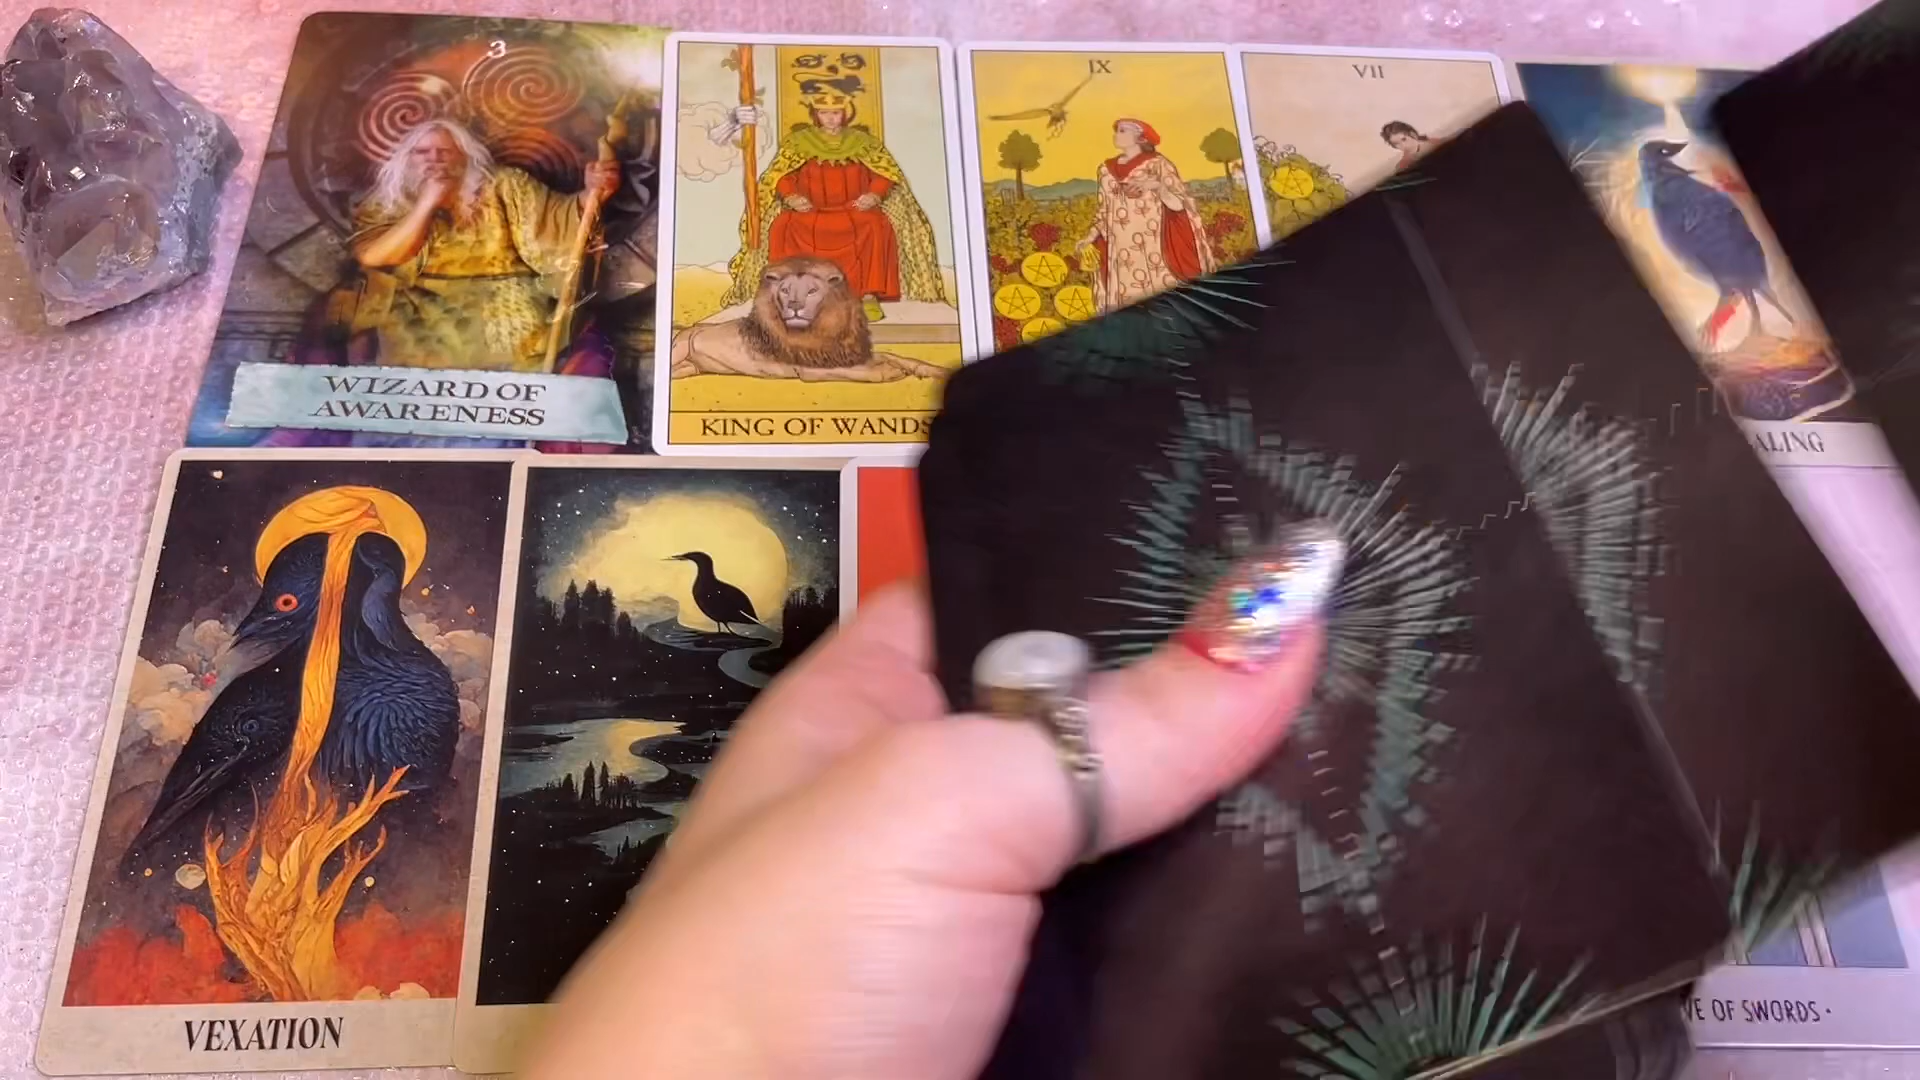 3
WIZARD OF
AWARENESS
KING OF WANDS
IX
VII
ALING
VEXATION
VE OF SWORDS